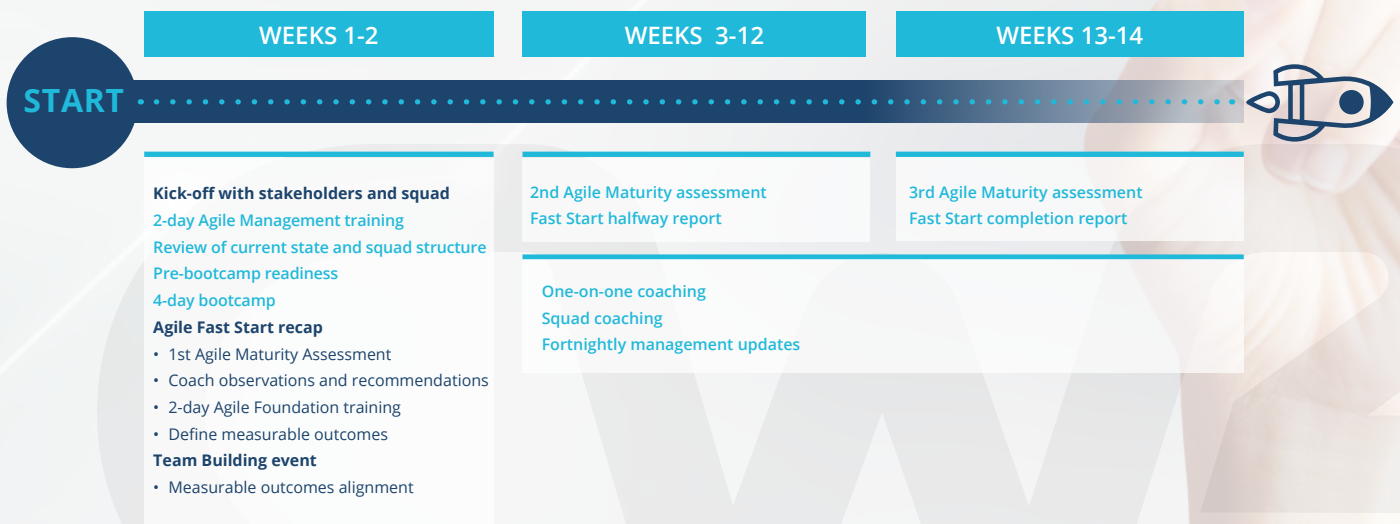 WEEKS 1-2
WEEKS 3-12
WEEKS 13-14
START
Kick-off with stakeholders and squad
2-day Agile Management training
Review of current state and squad structure
Pre-bootcamp readiness
4-day bootcamp
Agile Fast Start recap
• 1st Agile Maturity Assessment
• Coach observations and recommendations
• 2-day Agile Foundation training
• Define measurable outcomes
Team Building event
• Measurable outcomes alignment
2nd Agile Maturity assessment
Fast Start halfway report
3rd Agile Maturity assessment
Fast Start completion report
One-on-one coaching
Squad coaching
Fortnightly management updates